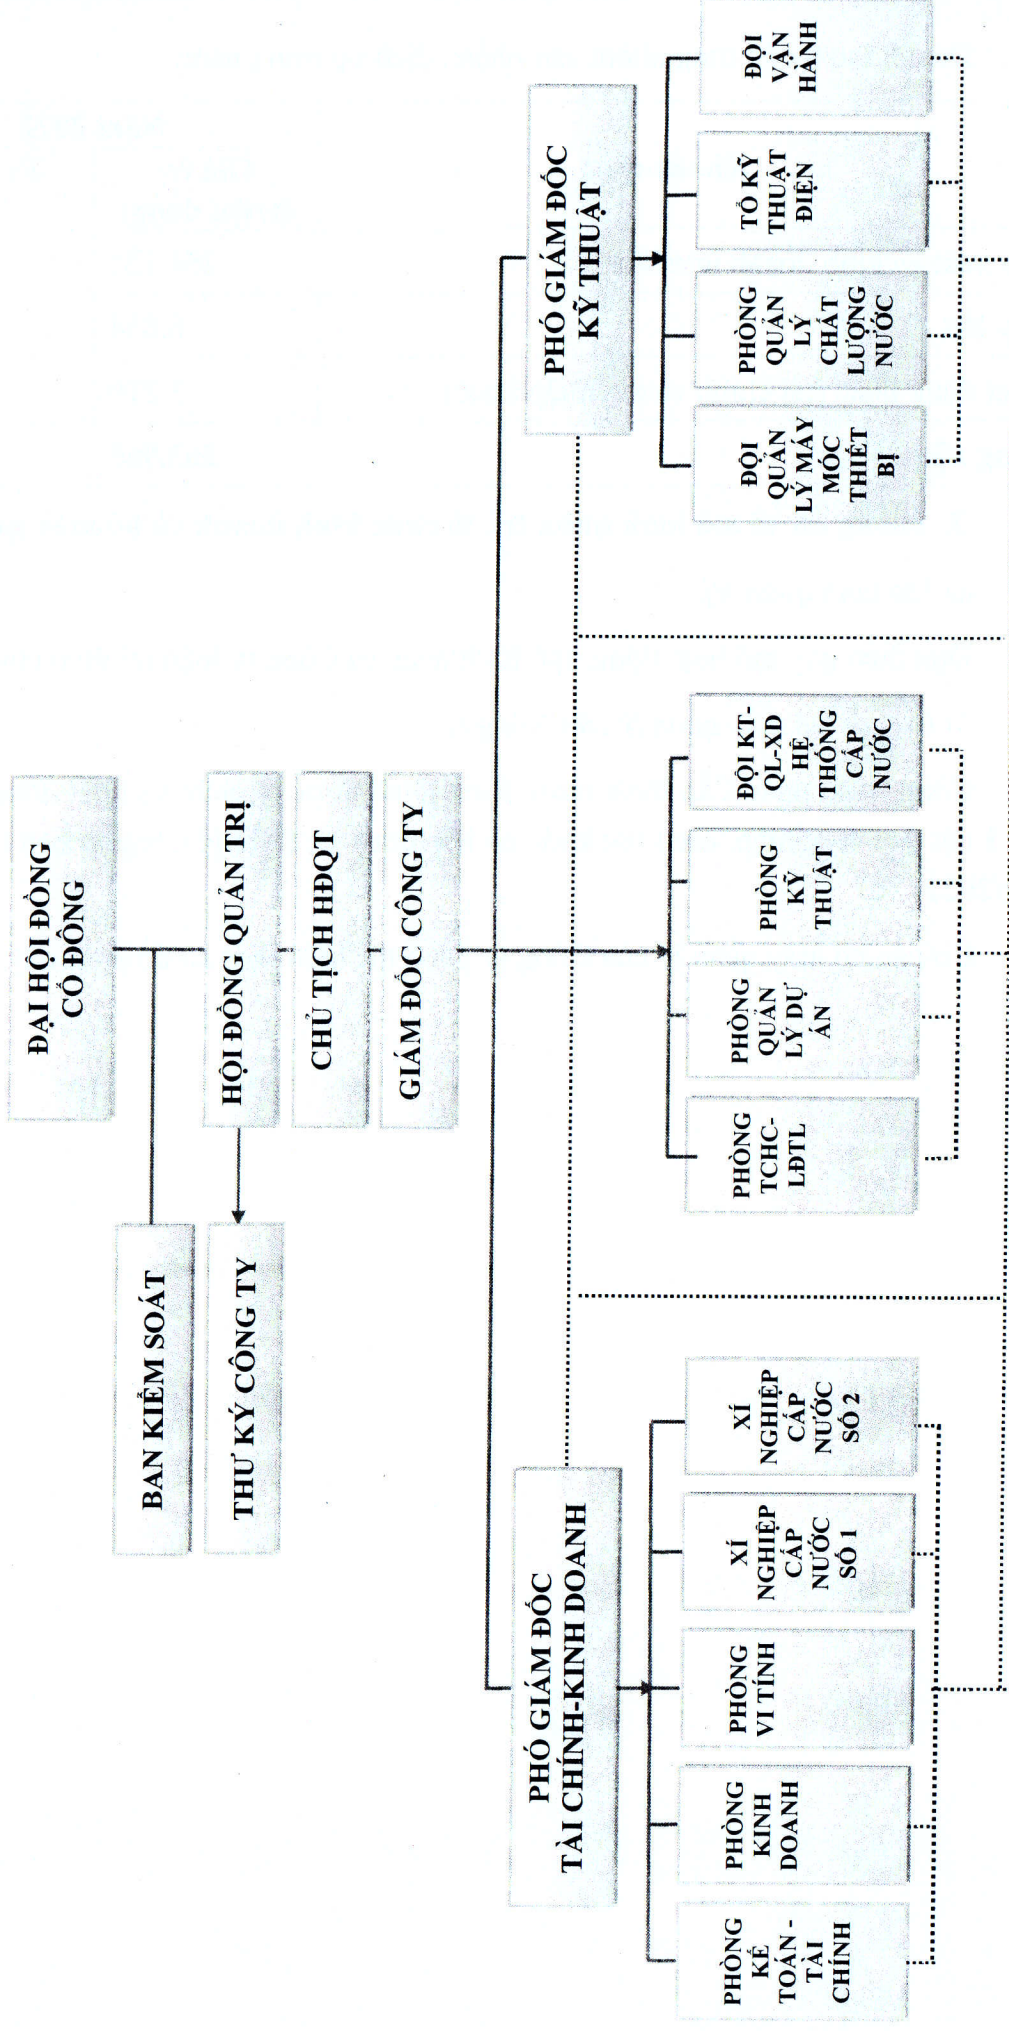 ĐẠI HỘI ĐỒNG
CỔ ĐÔNG
BAN KIỂM SOÁT
HỘI ĐỒNG QUẢN TRỊ
THƯ KÝ CÔNG TY
CHỦ TỊCH HĐQT
GIÁM ĐỐC CÔNG TY
PHÓ GIÁM ĐỐC
TÀI CHÍNH-KINH DOANH
PHÓ GIÁM ĐỐC
KỸ THUẬT
PHÒNG
KẾ
TOÁN -
TÀI
CHÍNH
PHÒNG
KINH
DOANH
PHÒNG
VI TÍNH
XÍ
NGHIỆP
CẤP
NƯỚC
SỐ 1
XÍ
NGHIỆP
CẤP
NƯỚC
SỐ 2
PHÒNG
TCHC-
LĐTL
PHÒNG
QUẢN
LÝ DỰ
ÁN
PHÒNG
KỸ
THUẬT
ĐỘI KT-
QL-XD
HỆ
THỐNG
CẤP
NƯỚC
ĐỘI
QUẢN
LÝ MÁY
MÓC
THIẾT
BỊ
PHÒNG
QUẢN
LÝ
CHẤT
LƯỢNG
NƯỚC
TỔ KỸ
THUẬT
ĐIỆN
ĐỘI
VẬN
HÀNH